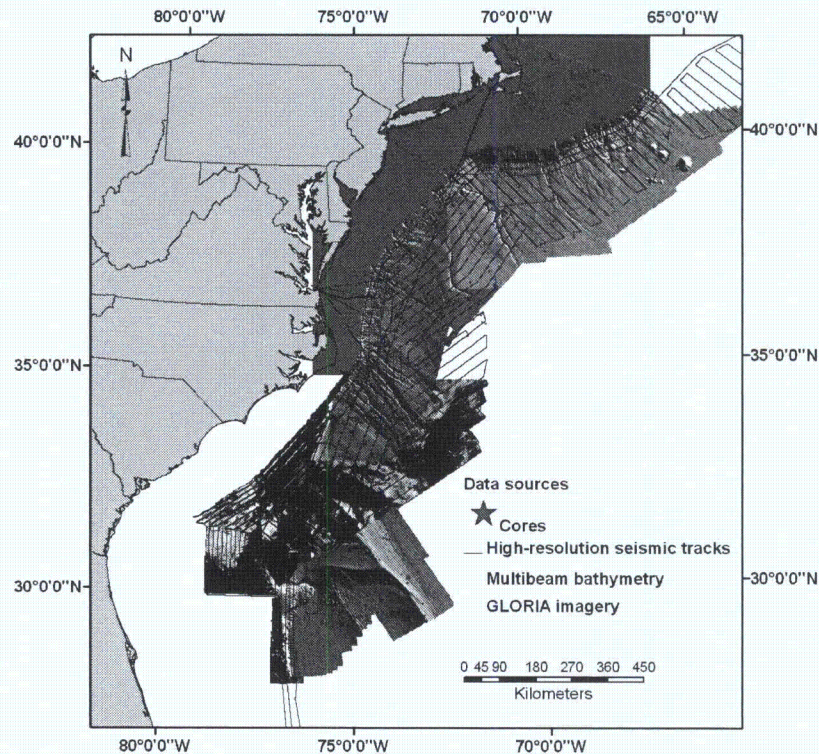 80°0'0"W 75°0'0"W 70°0'0"W 65°0'0"W
N
40°0'0"N 40°0'0"N
35°0'0"N 35°0'0"N
Data sources
Cores
High-resolution seismic tracks
30°0'0"N 30°0'0"N
Multibeam bathymetry
GLORIA imagery
0 45 90 180 270 360 450
Kilometers
80°0'0"W 75°0'0"W 70°0'0"W